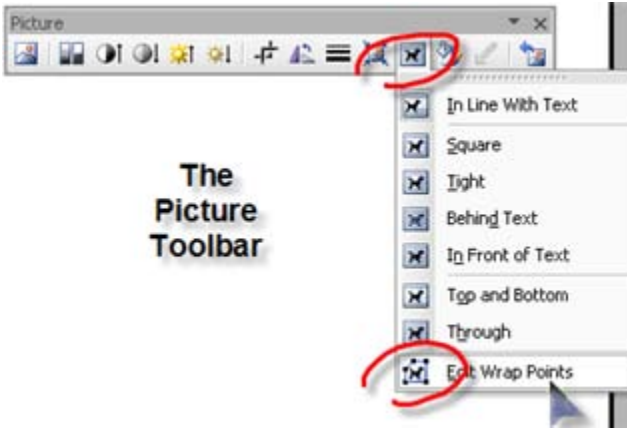 Picture
In Line With Text
Square
Tight
Behind Text
In Front of Text
Top and Bottom
Through
Edit Wrap Points
The
Picture
Toolbar